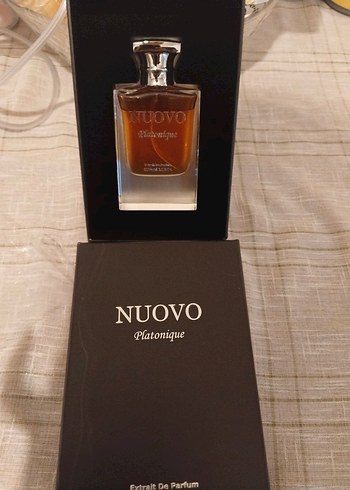 NUOVO
Platonique
NUOVO
Platonique
Extrait De Parfum